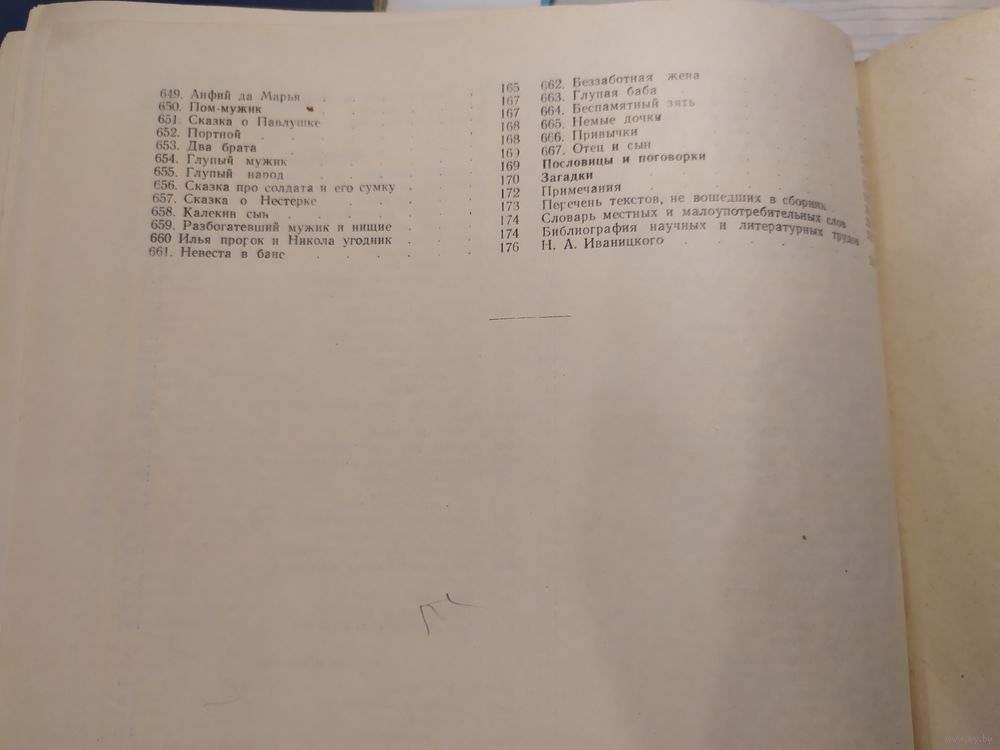 649. Анфий да Марья . . . 165
650. Пом-мужик . . 167
651. Сказка о Павлушке . . 167
652. Портной . . . 168
653. Два брата . . . 168
654. Глупый мужик . . . 169
655. Глупый народ . . . 169
656. Сказка про солдата и его сумку . . . 170
657. Сказка о Нестерке . . . 172
658. Калекин сын . . . 173
659. Разбогатевший мужик и нищие . . . 174
660 Илья пророк и Никола угодник . . . 174
661. Невеста в бане . . . 176
662. Беззаботная жена
663. Глупая баба
664. Беспамятный зять
665. Немые дочки
666. Привычки
667. Отец и сын
Пословицы и поговорки
Загадки
Примечания
Перечень текстов, не вошедших в сборник
Словарь местных и малоупотребительных слов
Библиография научных и литературных трудов
Н. А. Иваницкого